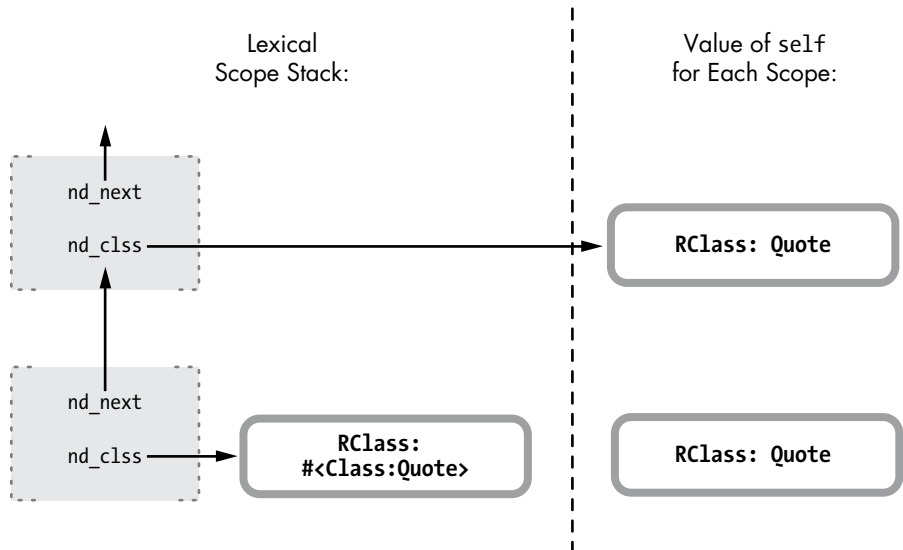 Lexical
Scope Stack:
Value of self
for Each Scope:
nd_next
nd_clss
RClass: Quote
nd_next
nd_clss
RClass:
#<Class:Quote>
RClass: Quote